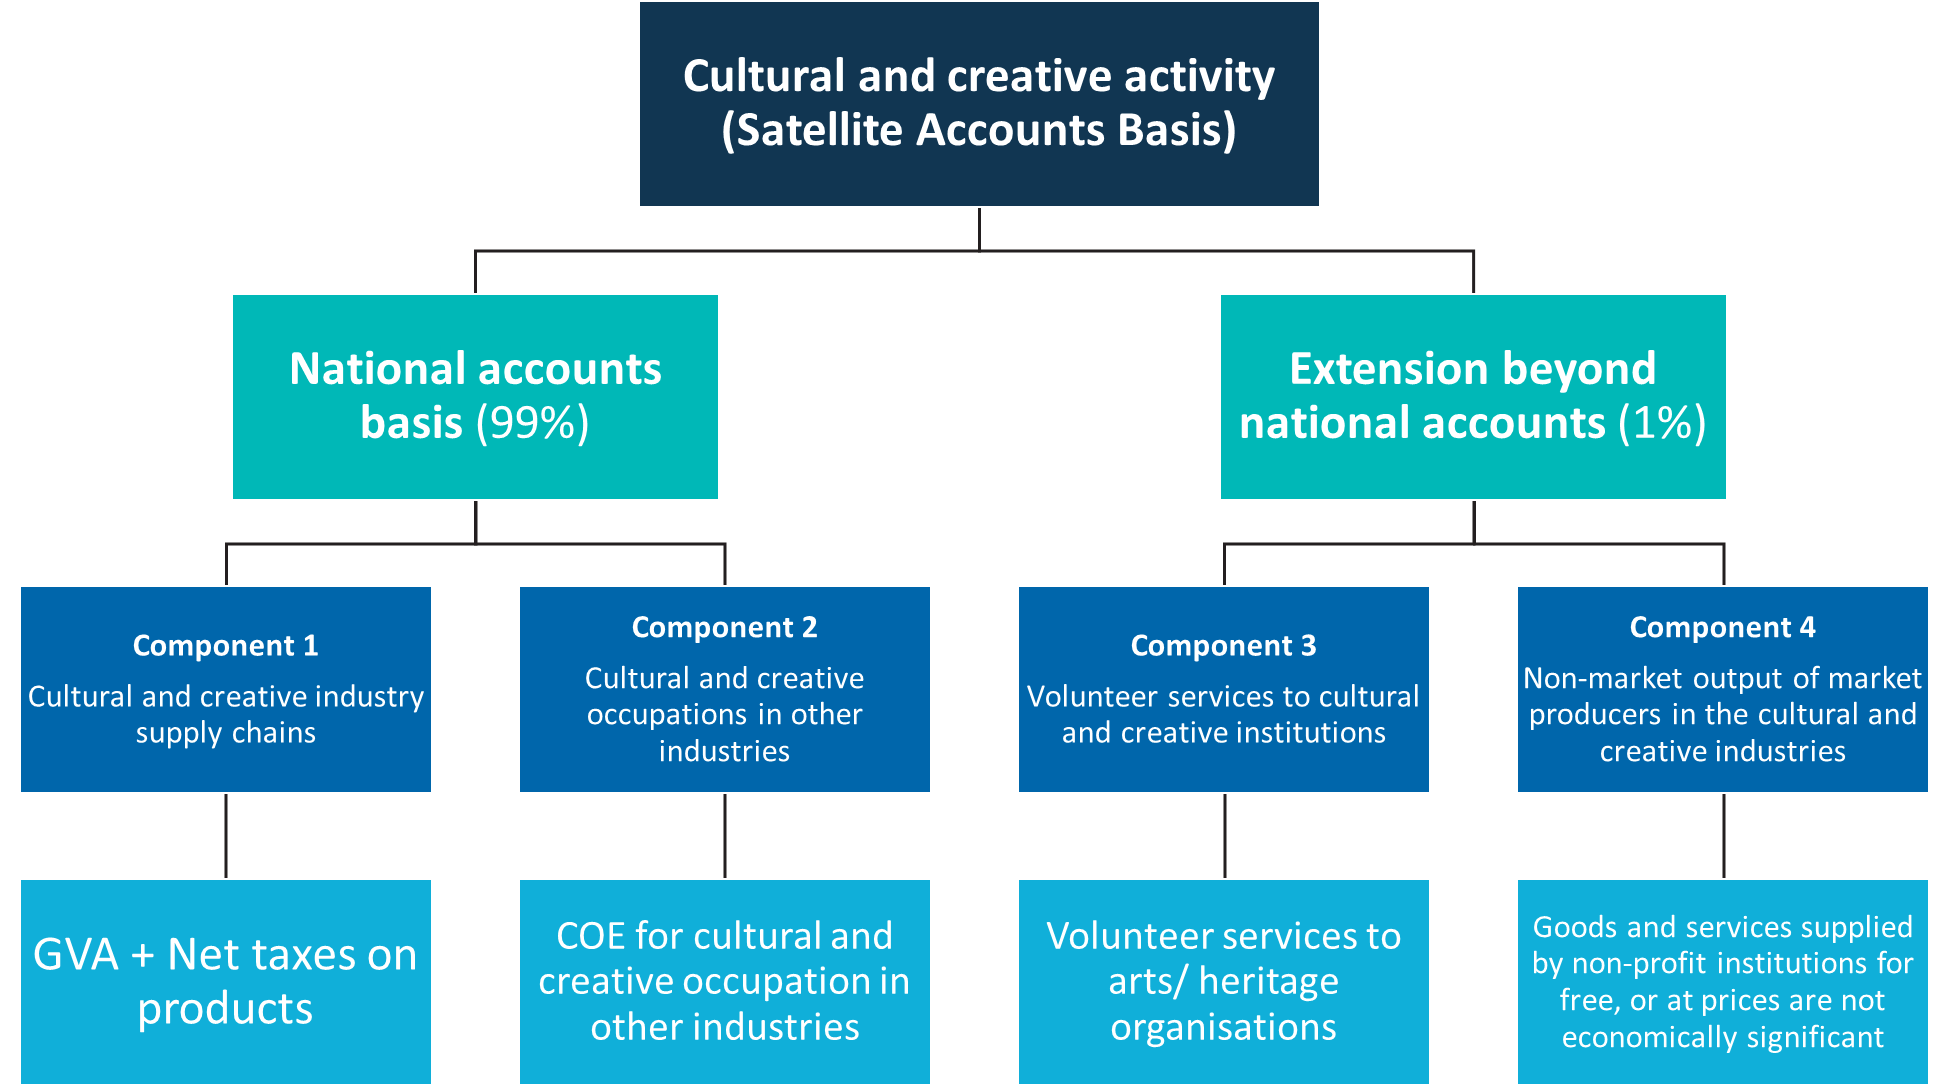 Cultural and creative activity
(Satellite Accounts Basis)
National accounts
basis (99%)
Extension beyond
national accounts (1%)
Component 1
Cultural and creative industry
supply chains
Component 2
Cultural and creative
occupations in other
industries
Component 3
Volunteer services to cultural
and creative institutions
Component 4
Non-market output of market
producers in the cultural and
creative industries
GVA + Net taxes on
products
COE for cultural and
creative occupation in
other industries
Volunteer services to
arts/ heritage
organisations
Goods and services supplied
by non-profit institutions for
free, or at prices are not
economically significant